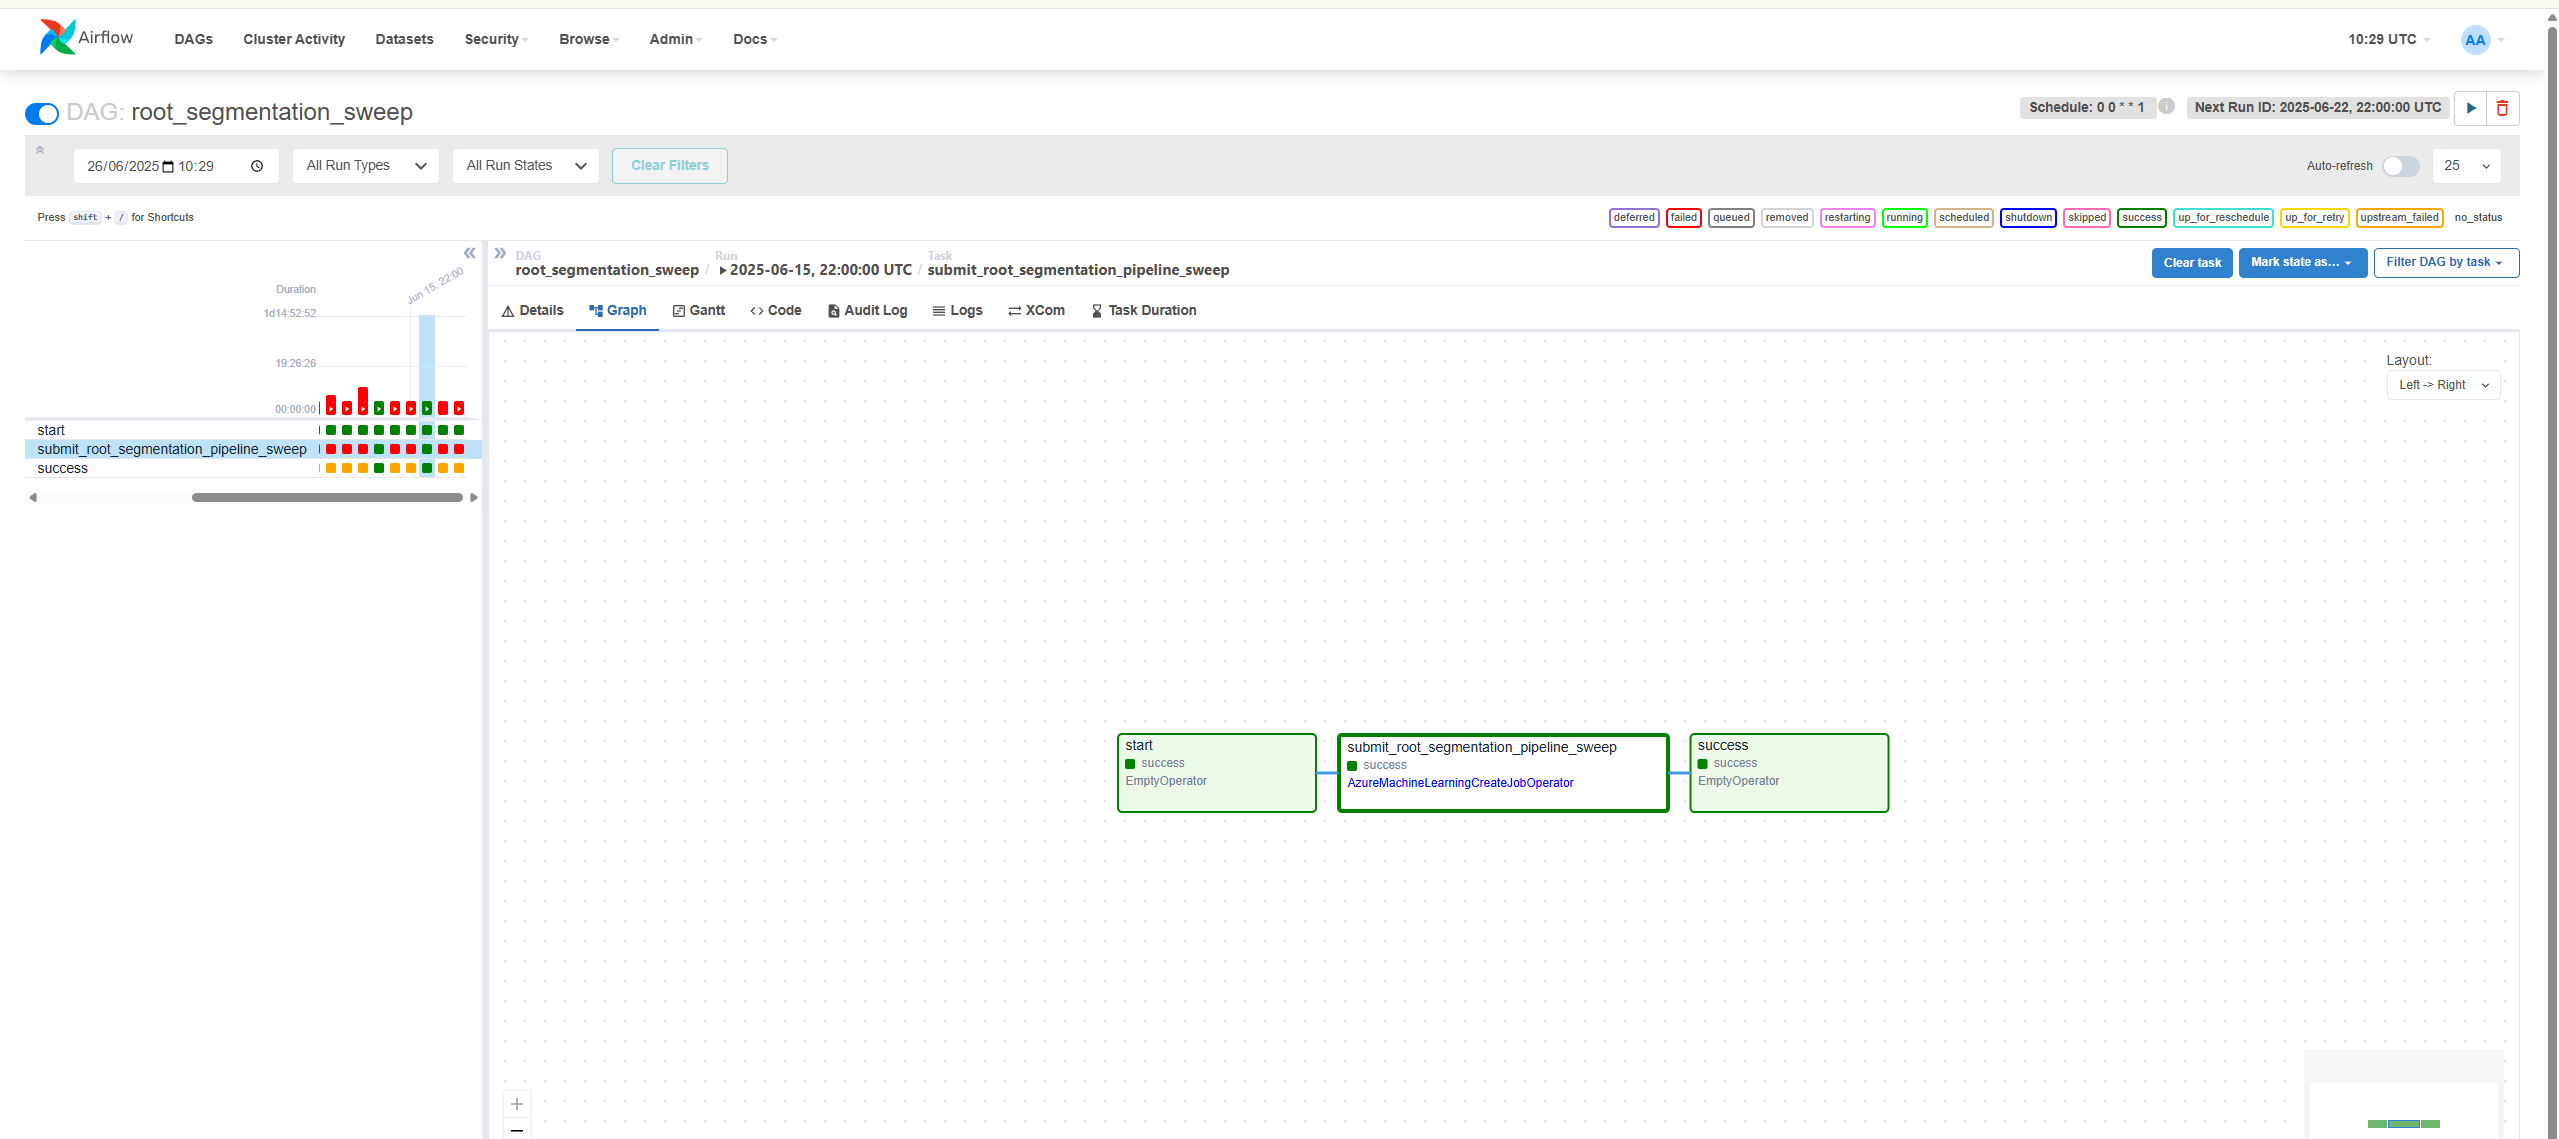 Airflow DAGs Cluster Activity Datasets Security Browse Admin Docs 10:29 UTC AA
DAG: root_segmentation_sweep Schedule: 0 0 * * 1 i Next Run ID: 2025-06-22, 22:00:00 UTC
26/06/2025 10:29 All Run Types All Run States Clear Filters Auto-refresh 25
Press shift + / for Shortcuts deferred failed queued removed restarting running scheduled shutdown skipped success up_for_reschedule up_for_retry upstream_failed no_status
DAG Run Task
root_segmentation_sweep / 2025-06-15, 22:00:00 UTC / submit_root_segmentation_pipeline_sweep
Clear task Mark state as... Filter DAG by task
Duration
Jun 15, 22:00
1d14:52:52
19:26:26
00:00:00
start
submit_root_segmentation_pipeline_sweep
success
Details Graph Gantt Code Audit Log Logs XCom Task Duration
Layout:
Left -> Right
start
success
EmptyOperator
submit_root_segmentation_pipeline_sweep
success
AzureMachineLearningCreateJobOperator
success
success
EmptyOperator